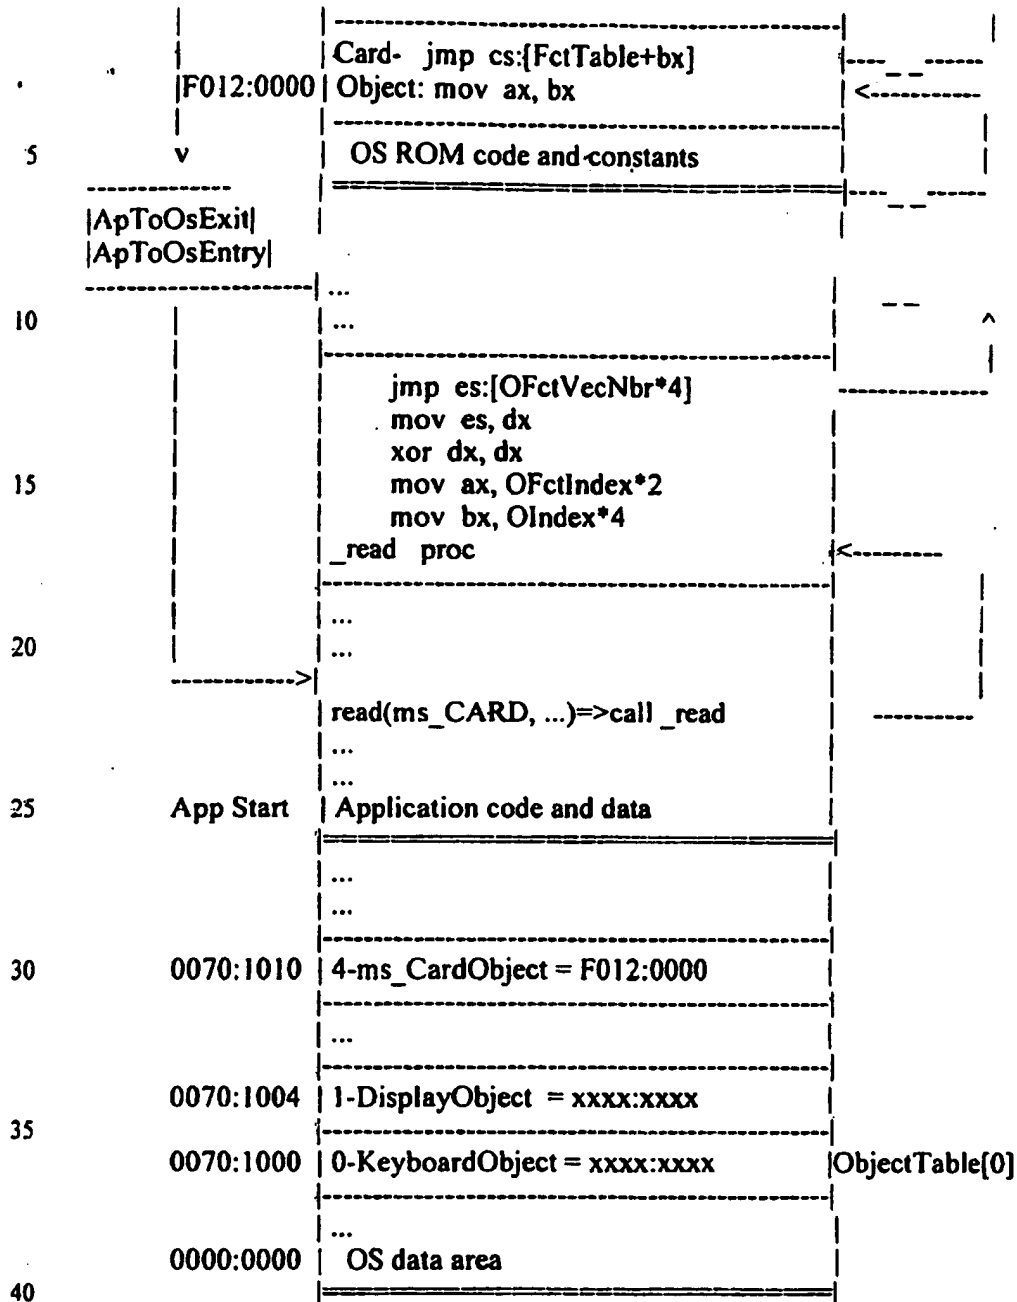 Card- jmp cs:[FctTable+bx]
F012:0000 Object: mov ax, bx
5 v OS ROM code and constants
|ApToOsExit|
|ApToOsEntry|
...
10 ...
jmp es:[OFctVecNbr*4]
mov es, dx
xor dx, dx
15 mov ax, OFctIndex*2
mov bx, OIndex*4
_read proc
...
20 ...
read(ms_CARD, ...)=>call _read
...
...
25 App Start Application code and data
...
...
30 0070:1010 4-ms_CardObject = F012:0000
...
0070:1004 1-DisplayObject = xxxx:xxxx
35
0070:1000 0-KeyboardObject = xxxx:xxxx |ObjectTable[0]
...
0000:0000 OS data area
40